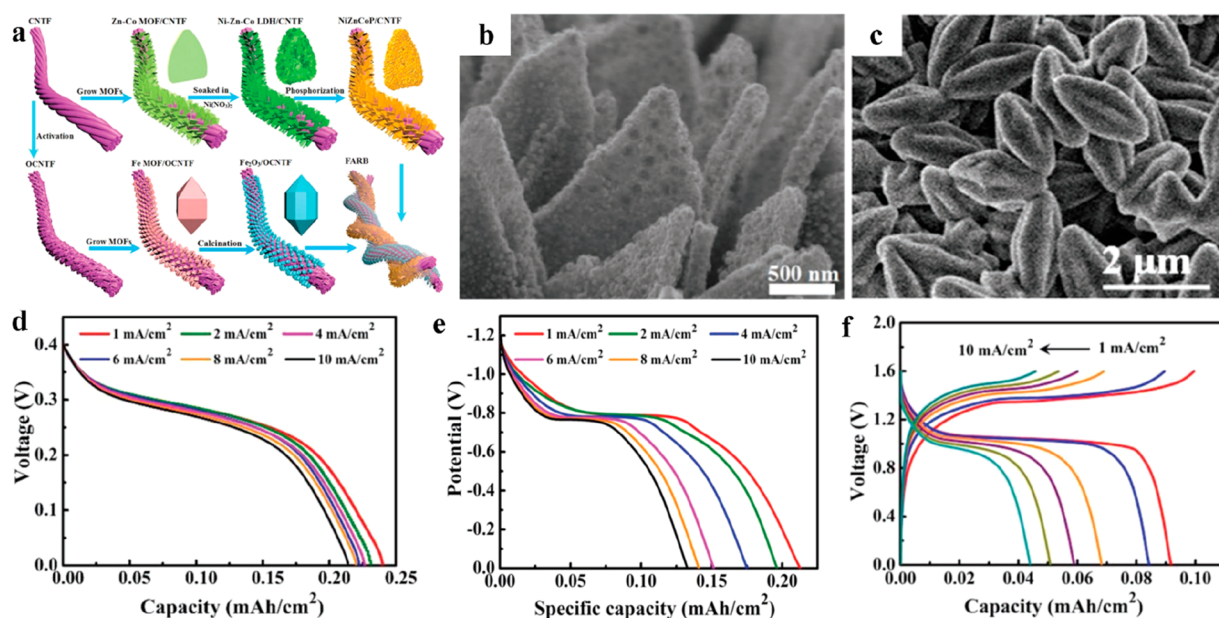 a
CNTF
Zn-Co MOF/CNTF
Ni-Zn-Co LDH/CNTF
NiZnCoP/CNTF
Grow MOFs
Soaked in
Ni(NO₃)₂
Phosphorization
Activation
OCNTF
Fe MOF/OCNTF
Fe₂O₃/OCNTF
FARB
Grow MOFs
Calcination
b
500 nm
c
2 μm
d
1 mA/cm² 2 mA/cm² 4 mA/cm²
6 mA/cm² 8 mA/cm² 10 mA/cm²
Voltage (V)
0.4
0.3
0.2
0.1
0.0
0.00 0.05 0.10 0.15 0.20 0.25
Capacity (mAh/cm²)
e
1 mA/cm² 2 mA/cm² 4 mA/cm²
6 mA/cm² 8 mA/cm² 10 mA/cm²
Potential (V)
-1.2
-1.0
-0.8
-0.6
-0.4
-0.2
0.0
0.00 0.05 0.10 0.15 0.20
Specific capacity (mAh/cm²)
f
10 mA/cm² 1 mA/cm²
Voltage (V)
2.0
1.6
1.2
0.8
0.4
0.0
0.00 0.02 0.04 0.06 0.08 0.10
Capacity (mAh/cm²)